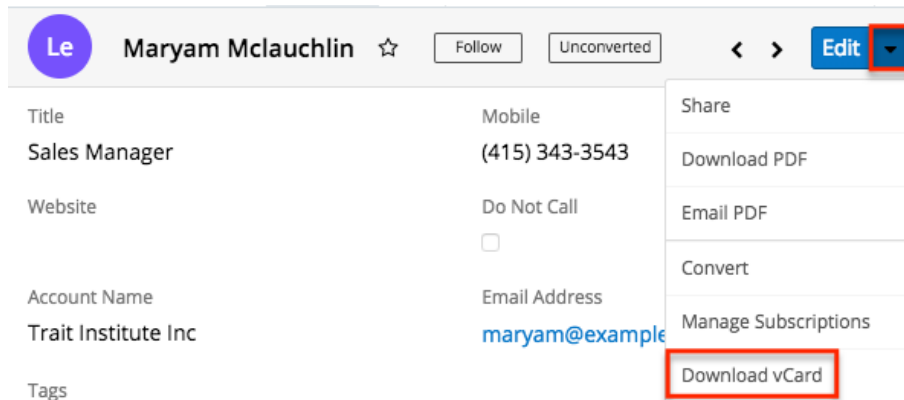 Le Maryam Mclauchlin Follow Unconverted Edit
Title Mobile Share
Sales Manager (415) 343-3543 Download PDF
Website Do Not Call Email PDF
Convert
Account Name Email Address
Trait Institute Inc maryam@example Manage Subscriptions
Download vCard
Tags